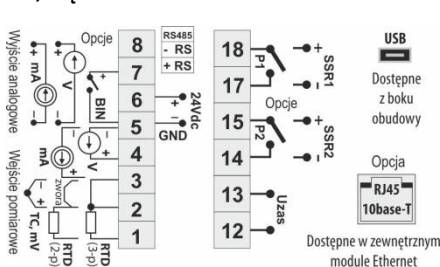 Wyjście analogowe
Wejście pomiarowe
+ mA -
+ V -
Opcje
RS485
- RS
+ RS
8
7
6
5
4
3
2
1
BIN
+ 24Vdc -
GND
mA
V
zwora
TC, mV
RTD (2-p)
RTD (3-p)
18
17
15
14
13
12
P1
P2
Opcje
+ SSR1 -
+ SSR2 -
Uzas
USB
Dostępne
z boku
obudowy
Opcja
RJ45
10base-T
Dostępne w zewnętrznym
module Ethernet